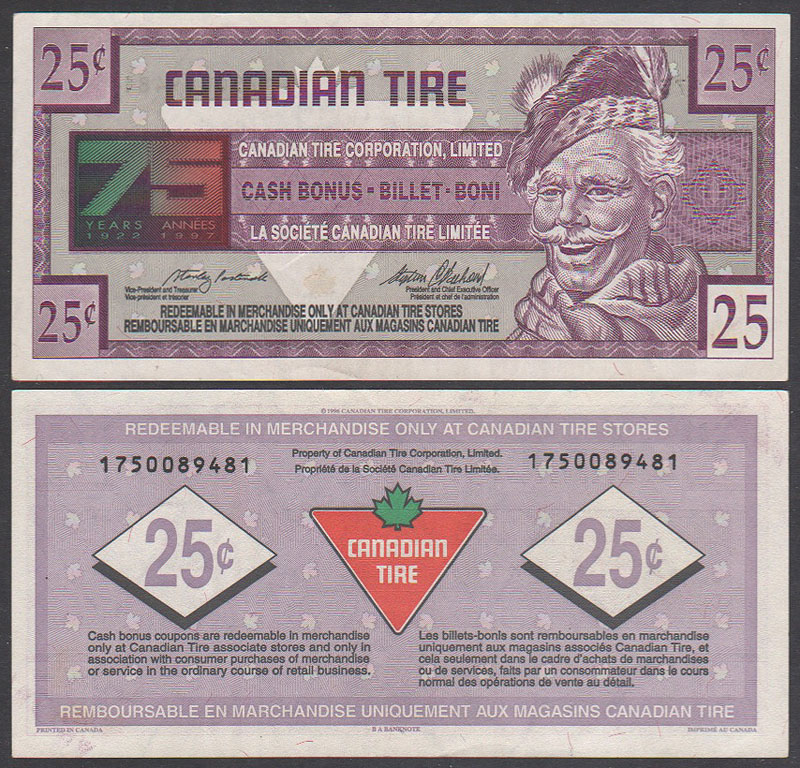 25¢
25¢
CANADIAN TIRE
75
YEARS ANNÉES
1922 1997
CANADIAN TIRE CORPORATION, LIMITED
CASH BONUS - BILLET - BONI
LA SOCIÉTÉ CANADIAN TIRE LIMITÉE
Vice-President and Treasurer
Vice-président et trésorier
President and Chief Executive Officer
Président et chef de l'administration
REDEEMABLE IN MERCHANDISE ONLY AT CANADIAN TIRE STORES
REMBOURSABLE EN MARCHANDISE UNIQUEMENT AUX MAGASINS CANADIAN TIRE
25¢
25
© 1996 CANADIAN TIRE CORPORATION, LIMITED.
REDEEMABLE IN MERCHANDISE ONLY AT CANADIAN TIRE STORES
Property of Canadian Tire Corporation, Limited.
Propriété de la Société Canadian Tire Limitée.
1750089481
1750089481
25¢
CANADIAN
TIRE
25¢
Cash bonus coupons are redeemable in merchandise
only at Canadian Tire associate stores and only in
association with consumer purchases of merchandise
or service in the ordinary course of retail business.
Les billets-bonis sont remboursables en marchandise
uniquement aux magasins associés Canadian Tire, et
cela seulement dans le cadre d'achats de marchandises
ou de services, faits par un consommateur dans le cours
normal des opérations de vente au détail.
REMBOURSABLE EN MARCHANDISE UNIQUEMENT AUX MAGASINS CANADIAN TIRE
PRINTED IN CANADA
B A BANKNOTE
IMPRIMÉ AU CANADA